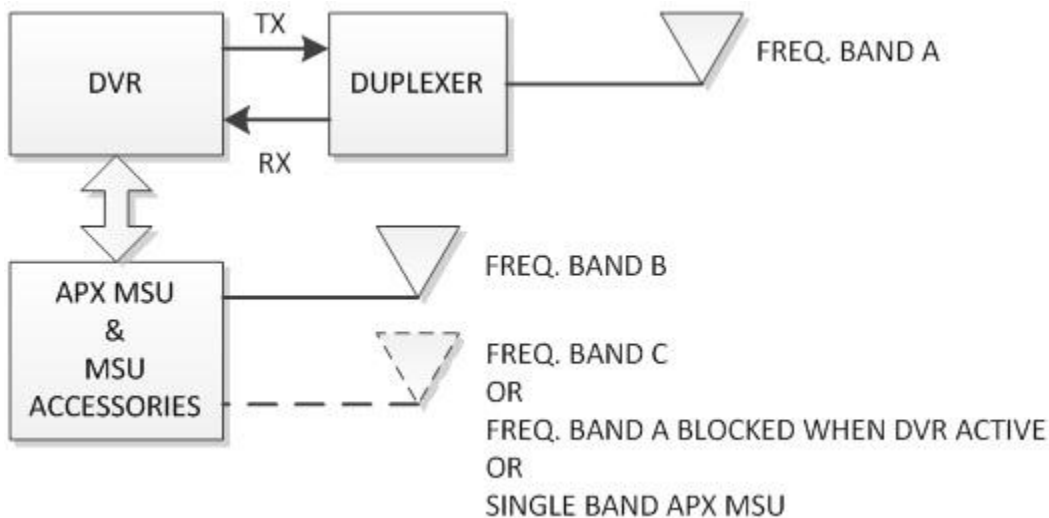 TX
DVR
DUPLEXER
FREQ. BAND A
RX
APX MSU
&
MSU
ACCESSORIES
FREQ. BAND B
FREQ. BAND C
OR
FREQ. BAND A BLOCKED WHEN DVR ACTIVE
OR
SINGLE BAND APX MSU